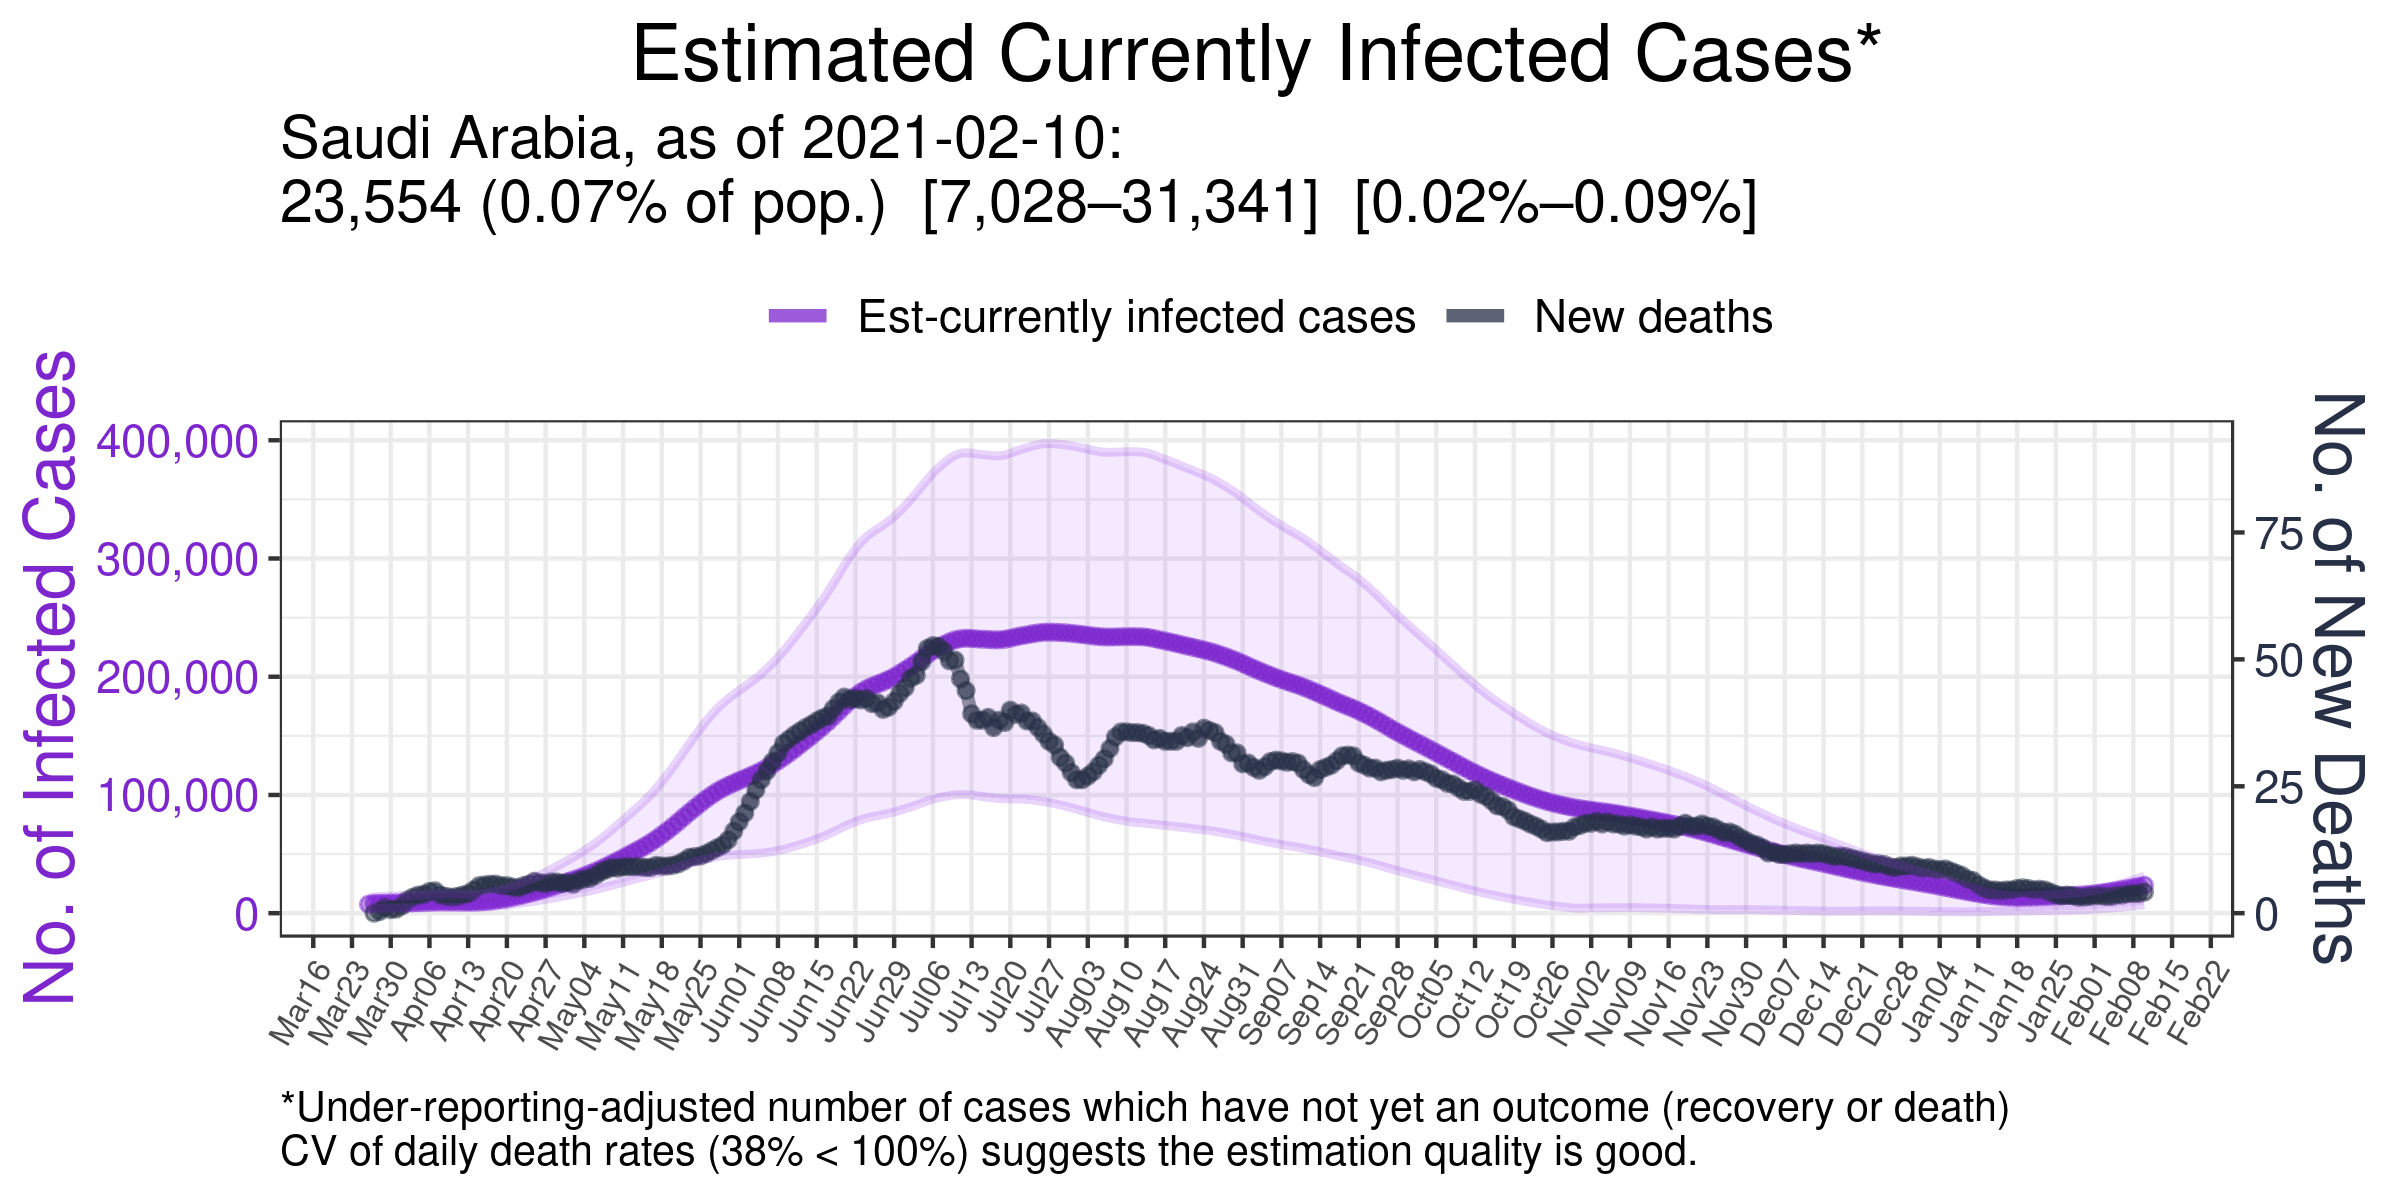 Estimated Currently Infected Cases*
Saudi Arabia, as of 2021-02-10:
23,554 (0.07% of pop.) [7,028–31,341] [0.02%–0.09%]
Est-currently infected cases New deaths
No. of Infected Cases
400,000
300,000
200,000
100,000
0
No. of New Deaths
75
50
25
0
Mar16 Mar23 Mar30 Apr06 Apr13 Apr20 Apr27 May04 May11 May18 May25 Jun01 Jun08 Jun15 Jun22 Jun29 Jul06 Jul13 Jul20 Jul27 Aug03 Aug10 Aug17 Aug24 Aug31 Sep07 Sep14 Sep21 Sep28 Oct05 Oct12 Oct19 Oct26 Nov02 Nov09 Nov16 Nov23 Nov30 Dec07 Dec14 Dec21 Dec28 Jan04 Jan11 Jan18 Jan25 Feb01 Feb08 Feb15 Feb22
*Under-reporting-adjusted number of cases which have not yet an outcome (recovery or death)
CV of daily death rates (38% < 100%) suggests the estimation quality is good.